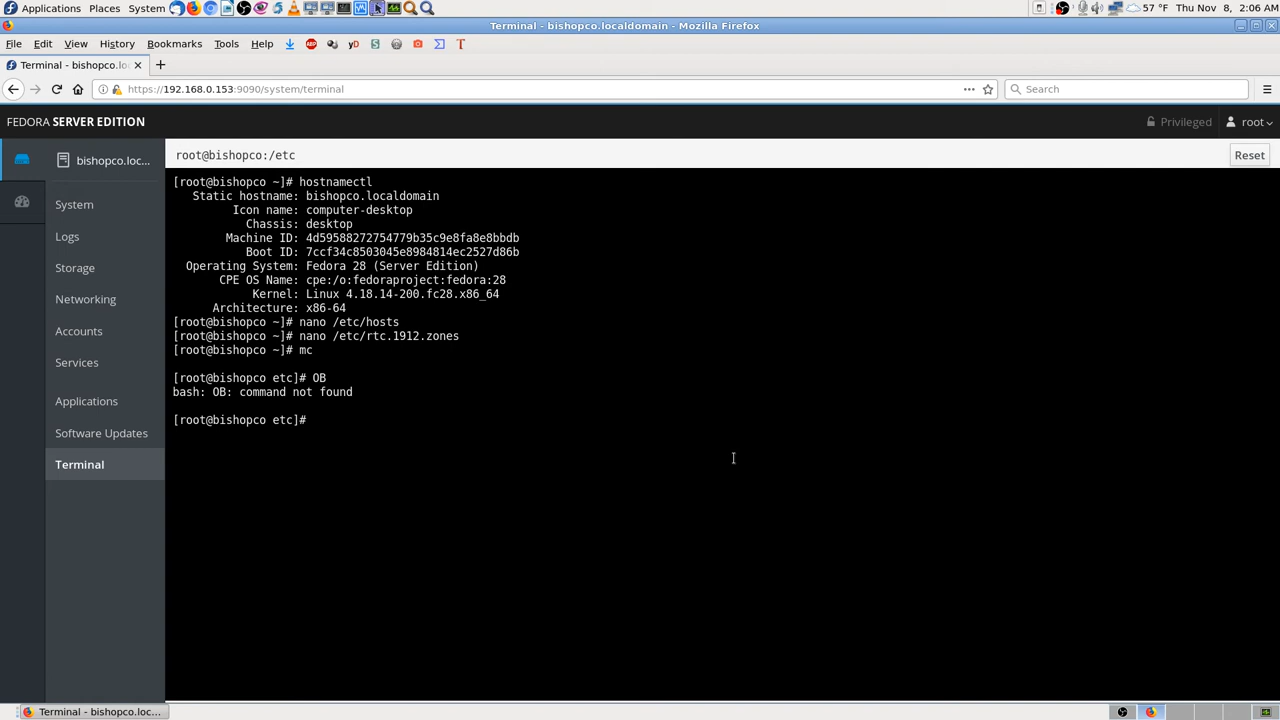 Applications Places System 57 °F Thu Nov 8, 2:06 AM
Terminal - bishopco.localdomain - Mozilla Firefox
File Edit View History Bookmarks Tools Help ABP yD S T
Terminal - bishopco.lo
https://192.168.0.153:9090/system/terminal Search
FEDORA SERVER EDITION Privileged root
bishopco.loc...
root@bishopco:/etc Reset
System
Logs
Storage
Networking
Accounts
Services
Applications
Software Updates
Terminal
[root@bishopco ~]# hostnamectl
Static hostname: bishopco.localdomain
Icon name: computer-desktop
Chassis: desktop
Machine ID: 4d59588272754779b35c9e8fa8e8bbdb
Boot ID: 7ccf34c8503045e8984814ec2527d86b
Operating System: Fedora 28 (Server Edition)
CPE OS Name: cpe:/o:fedoraproject:fedora:28
Kernel: Linux 4.18.14-200.fc28.x86_64
Architecture: x86-64
[root@bishopco ~]# nano /etc/hosts
[root@bishopco ~]# nano /etc/rtc.1912.zones
[root@bishopco ~]# mc
[root@bishopco etc]# OB
bash: OB: command not found
[root@bishopco etc]#
Terminal - bishopco.loc...